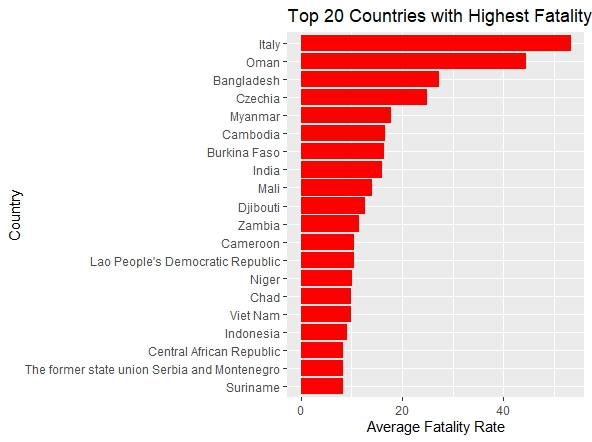 Top 20 Countries with Highest Fatality
Italy
Oman
Bangladesh
Czechia
Myanmar
Cambodia
Burkina Faso
India
Mali
Djibouti
Zambia
Cameroon
Lao People's Democratic Republic
Niger
Chad
Viet Nam
Indonesia
Central African Republic
The former state union Serbia and Montenegro
Suriname
Country
0 20 40
Average Fatality Rate